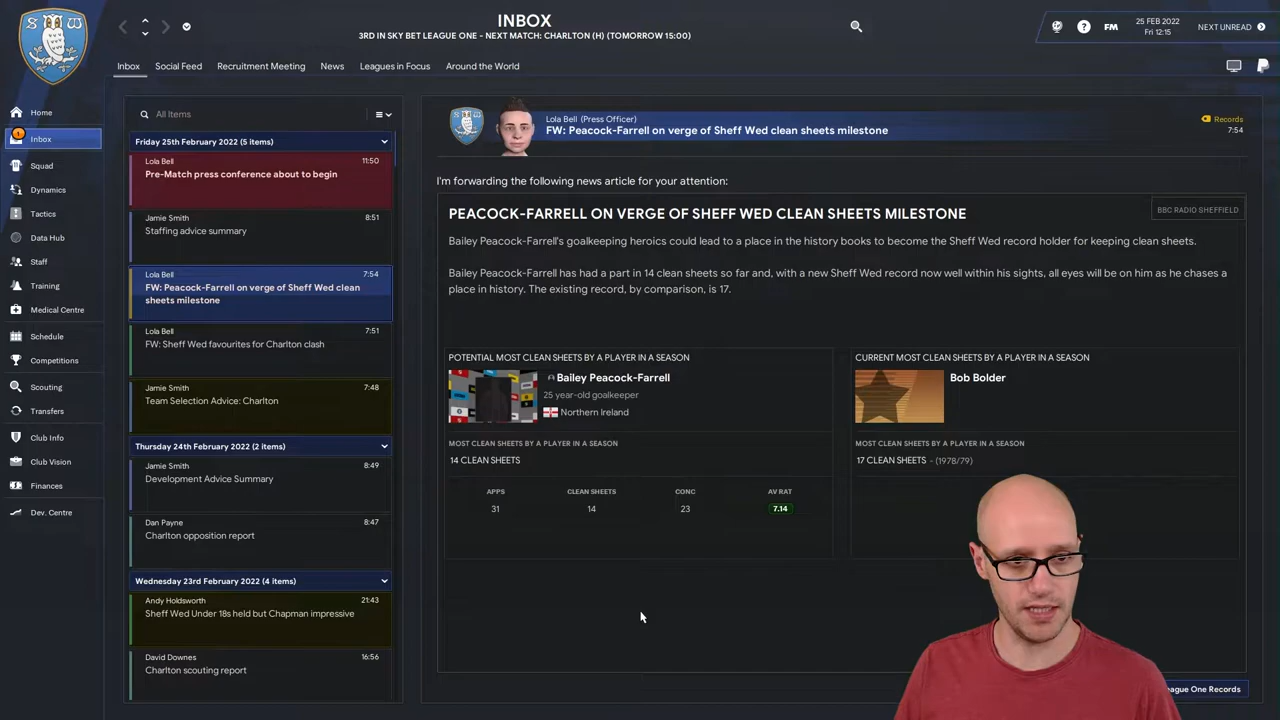 S W
INBOX
3RD IN SKY BET LEAGUE ONE - NEXT MATCH: CHARLTON (H) (TOMORROW 15:00)
?
FM
25 FEB 2022
Fri 12:15
NEXT UNREAD
Inbox
Social Feed
Recruitment Meeting
News
Leagues in Focus
Around the World
Home
Inbox
Squad
Dynamics
Tactics
Data Hub
Staff
Training
Medical Centre
Schedule
Competitions
Scouting
Transfers
Club Info
Club Vision
Finances
Dev. Centre
All Items
Friday 25th February 2022 (5 items)
Lola Bell 11:50
Pre-Match press conference about to begin
Jamie Smith 8:51
Staffing advice summary
Lola Bell 7:54
FW: Peacock-Farrell on verge of Sheff Wed clean
sheets milestone
Lola Bell 7:51
FW: Sheff Wed favourites for Charlton clash
Jamie Smith 7:48
Team Selection Advice: Charlton
Thursday 24th February 2022 (2 items)
Jamie Smith 8:49
Development Advice Summary
Dan Payne 8:47
Charlton opposition report
Wednesday 23rd February 2022 (4 items)
Andy Holdsworth 21:43
Sheff Wed Under 18s held but Chapman impressive
David Downes 16:56
Charlton scouting report
Lola Bell (Press Officer)
FW: Peacock-Farrell on verge of Sheff Wed clean sheets milestone
Records
7:54
I'm forwarding the following news article for your attention:
PEACOCK-FARRELL ON VERGE OF SHEFF WED CLEAN SHEETS MILESTONE
BBC RADIO SHEFFIELD
Bailey Peacock-Farrell's goalkeeping heroics could lead to a place in the history books to become the Sheff Wed record holder for keeping clean sheets.
Bailey Peacock-Farrell has had a part in 14 clean sheets so far and, with a new Sheff Wed record now well within his sights, all eyes will be on him as he chases a
place in history. The existing record, by comparison, is 17.
POTENTIAL MOST CLEAN SHEETS BY A PLAYER IN A SEASON
Bailey Peacock-Farrell
25 year-old goalkeeper
Northern Ireland
MOST CLEAN SHEETS BY A PLAYER IN A SEASON
14 CLEAN SHEETS
APPS CLEAN SHEETS CONC AV RAT
31 14 23 7.14
CURRENT MOST CLEAN SHEETS BY A PLAYER IN A SEASON
Bob Bolder
MOST CLEAN SHEETS BY A PLAYER IN A SEASON
17 CLEAN SHEETS - (1978/79)
eague One Records